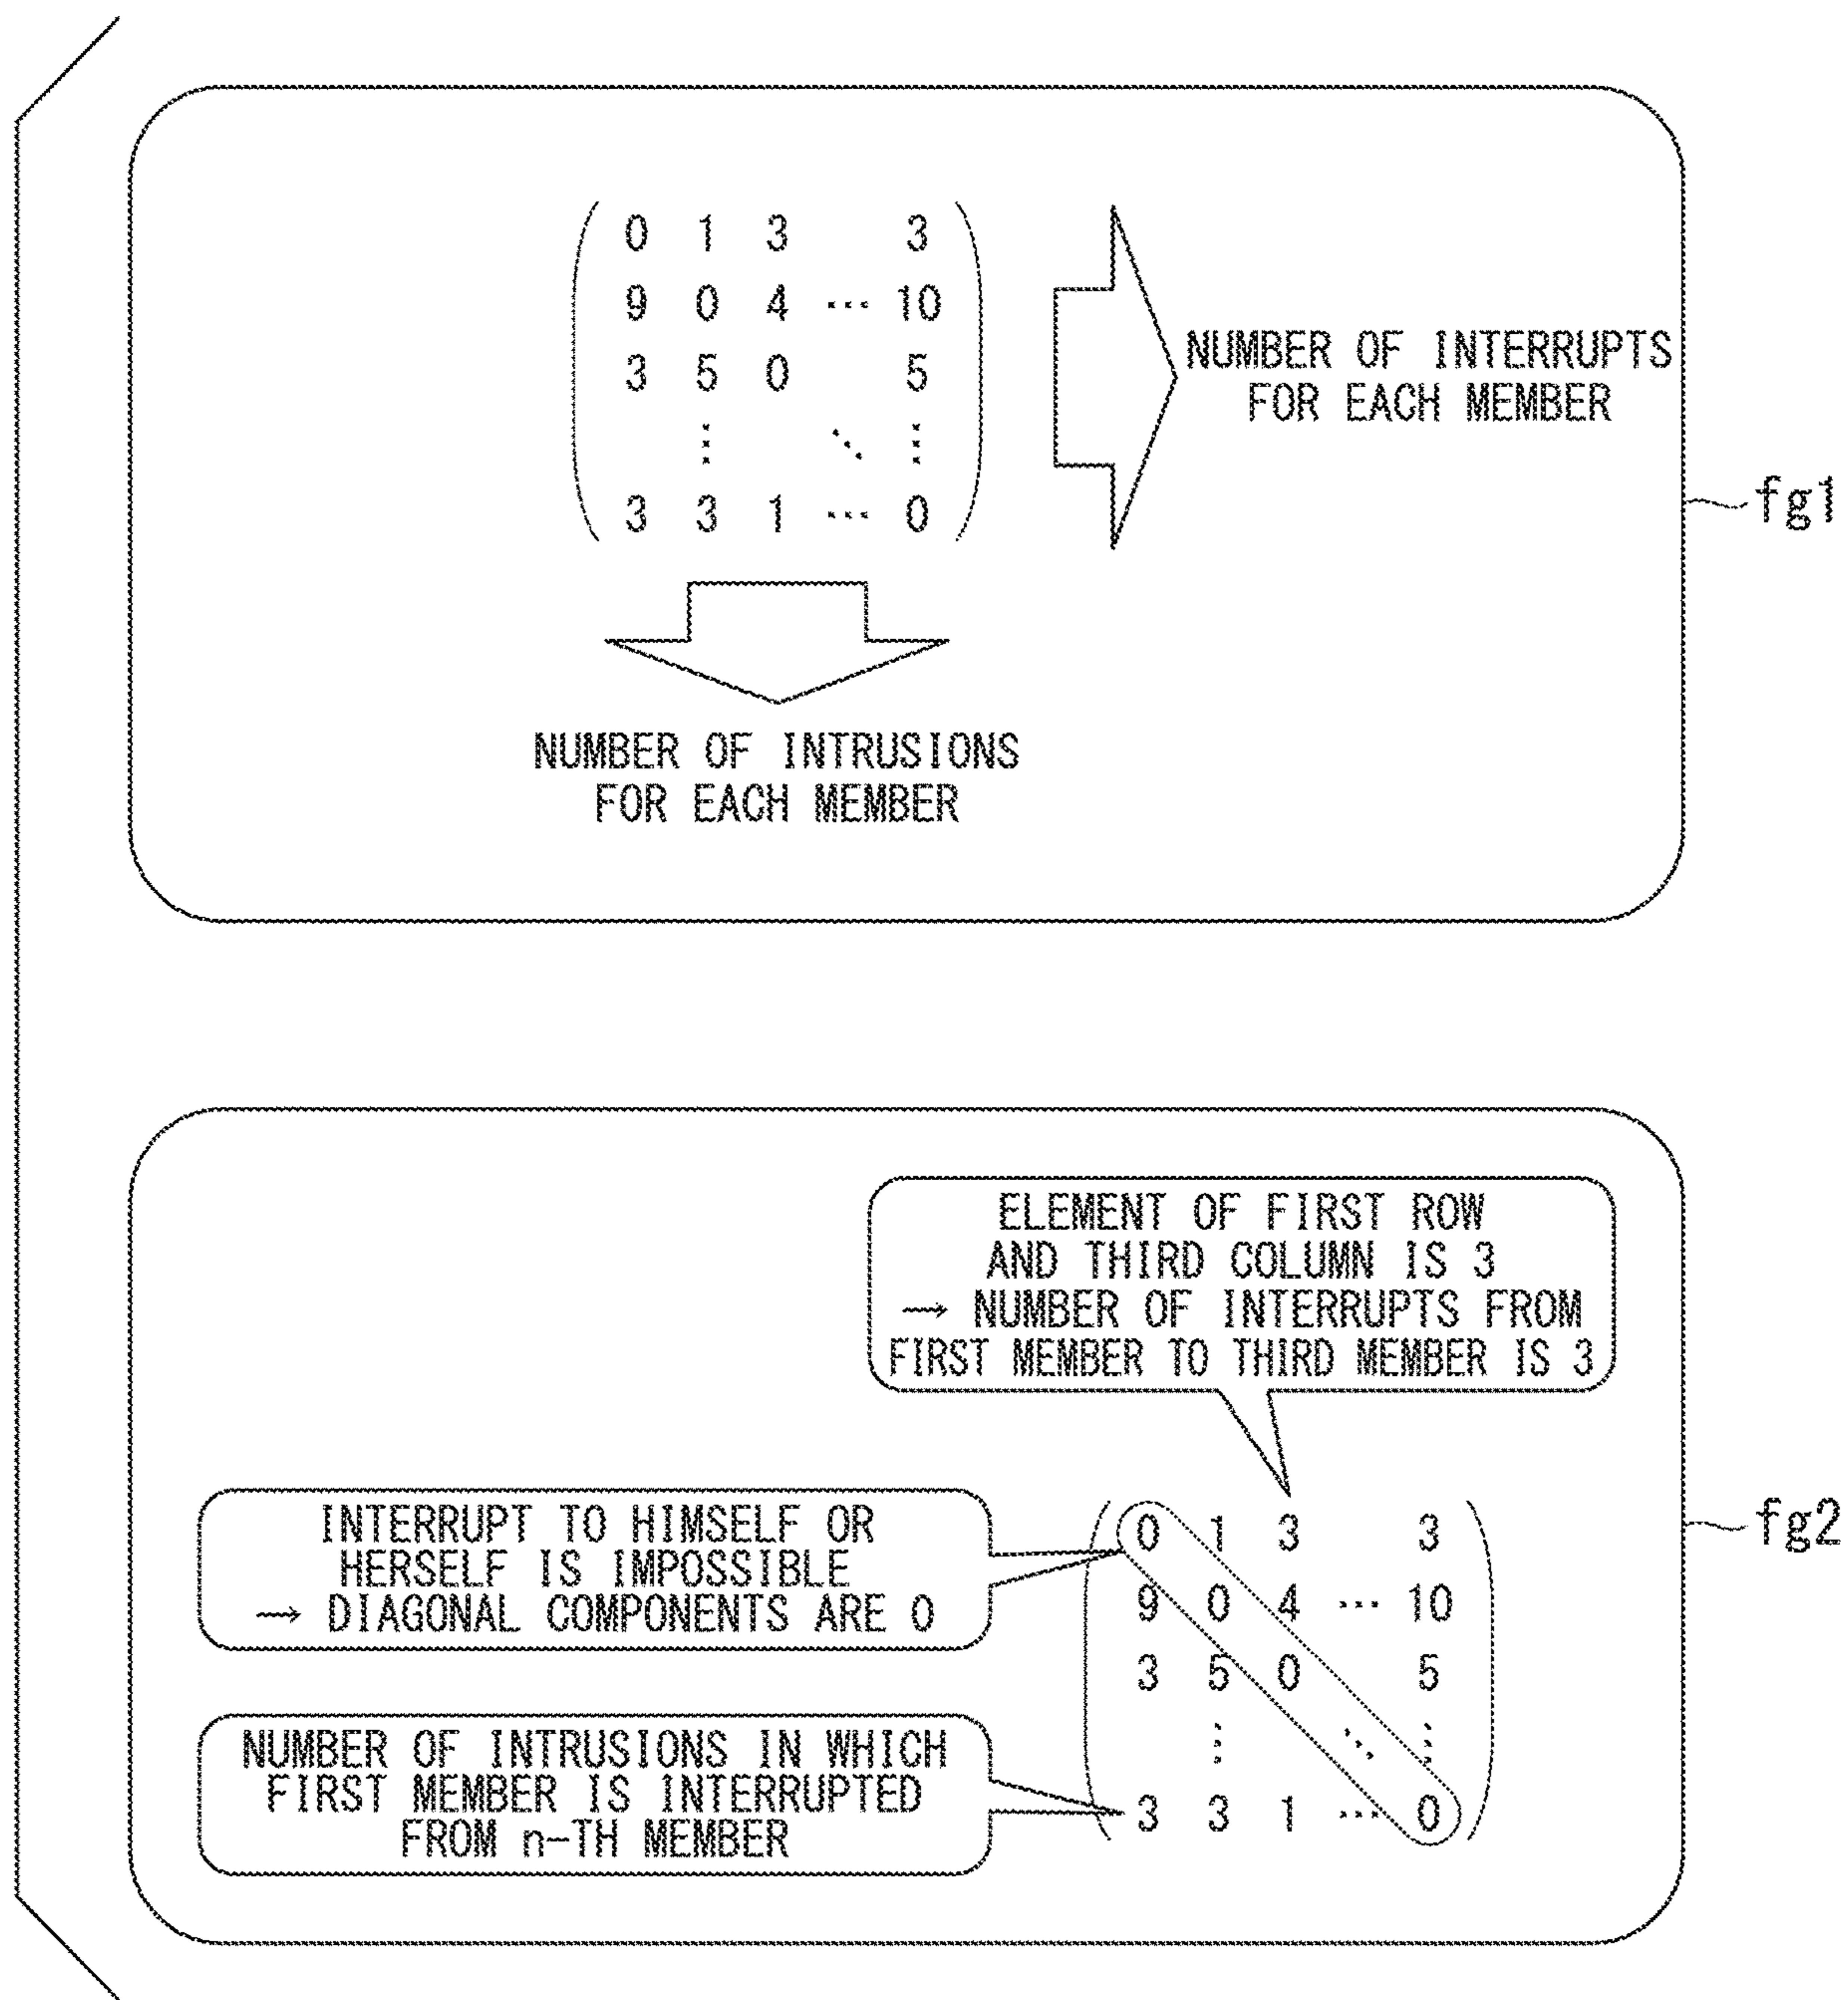 0 1 3 3
9 0 4 ··· 10
3 5 0 5
⋮ ⋱ ⋮
3 3 1 ··· 0
NUMBER OF INTERRUPTS
FOR EACH MEMBER
fg1
NUMBER OF INTRUSIONS
FOR EACH MEMBER
ELEMENT OF FIRST ROW
AND THIRD COLUMN IS 3
→ NUMBER OF INTERRUPTS FROM
FIRST MEMBER TO THIRD MEMBER IS 3
INTERRUPT TO HIMSELF OR
HERSELF IS IMPOSSIBLE
→ DIAGONAL COMPONENTS ARE 0
NUMBER OF INTRUSIONS IN WHICH
FIRST MEMBER IS INTERRUPTED
FROM n-TH MEMBER
0 1 3 3
9 0 4 ··· 10
3 5 0 5
⋮ ⋱ ⋮
3 3 1 ··· 0
fg2